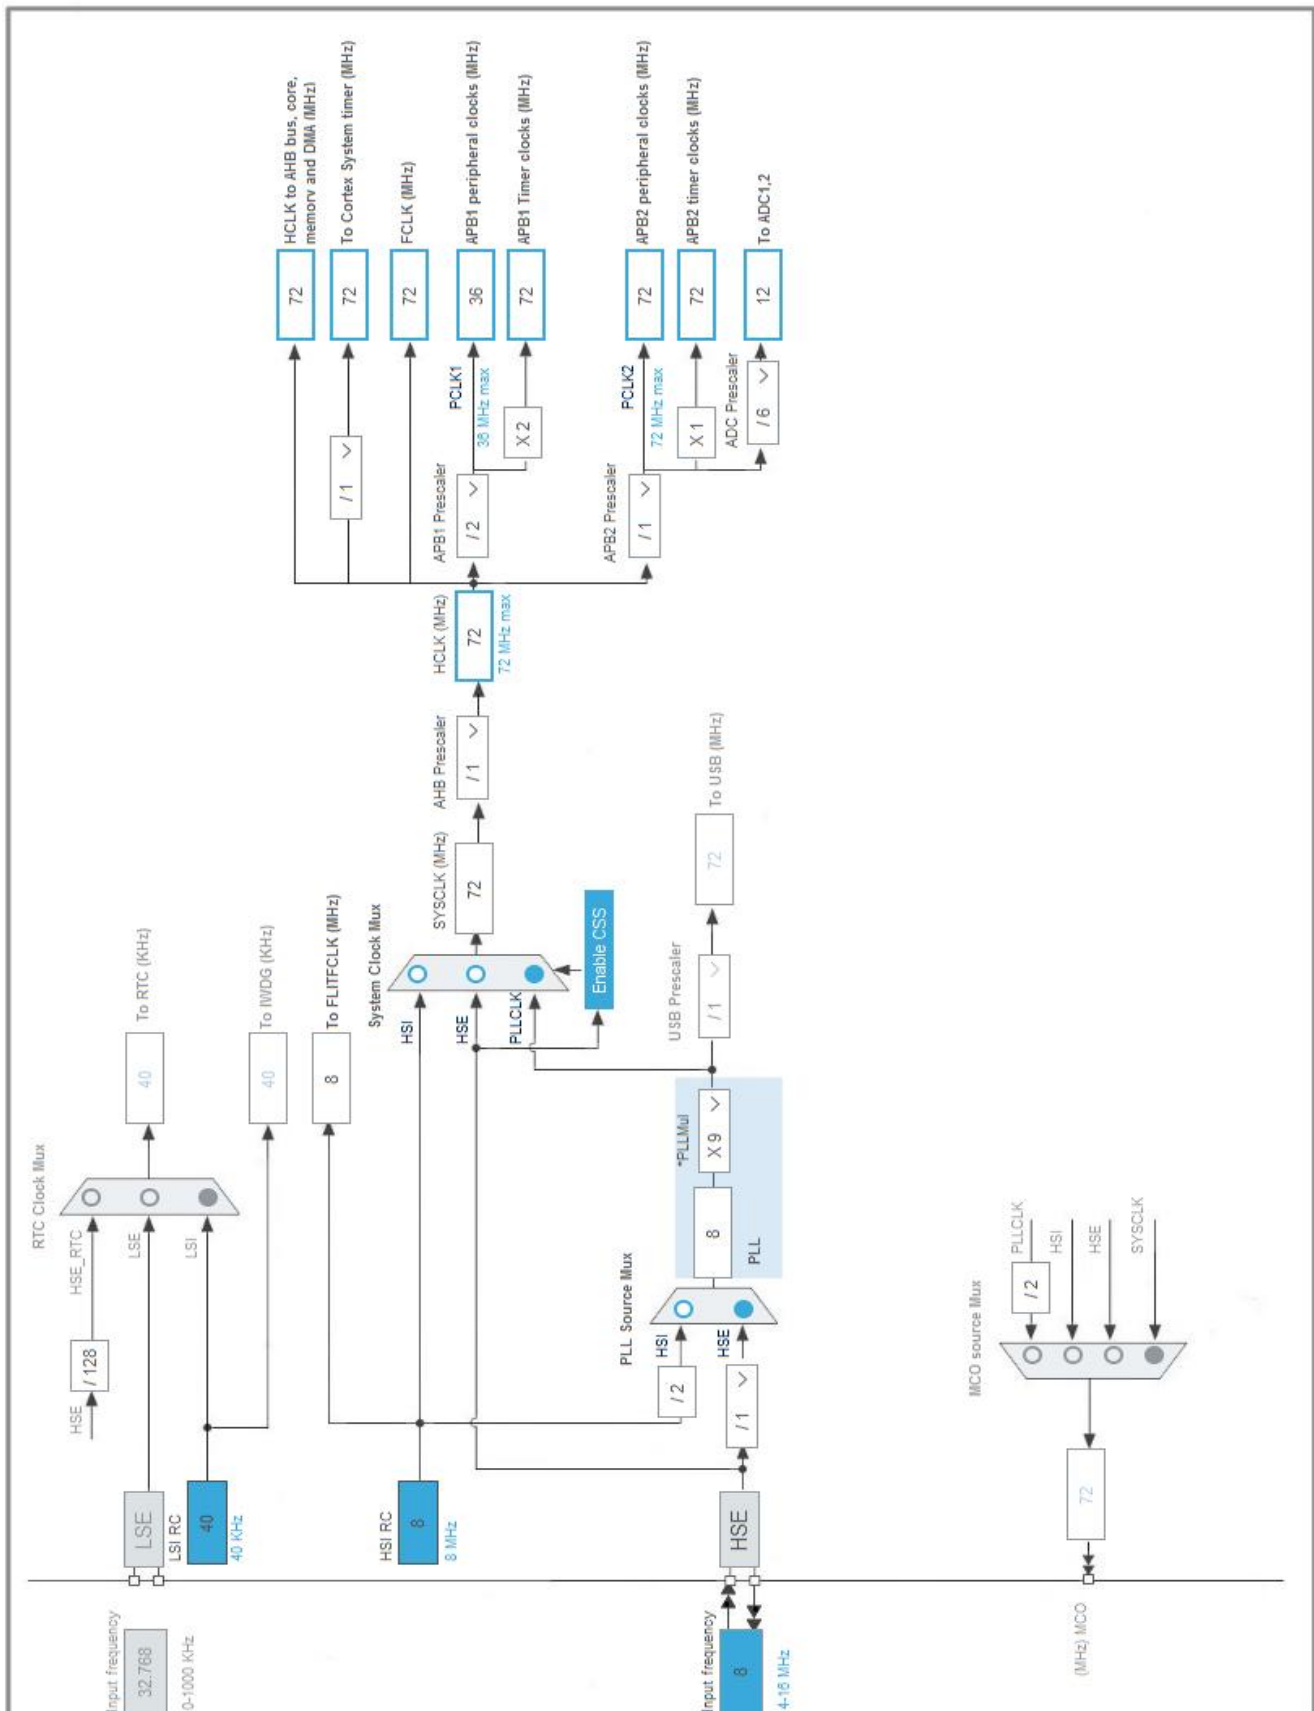 Input frequency
32.768
0-1000 KHz
LSE
LSI RC
40
40 KHz
HSE
/ 128
HSE_RTC
LSE
LSI
RTC Clock Mux
40
To RTC (KHz)
40
To IWDG (KHz)
8
To FLITFCLK (MHz)
HSI RC
8
8 MHz
System Clock Mux
HSI
HSE
PLLCLK
Enable CSS
SYSCLK (MHz)
72
AHB Prescaler
/ 1
HCLK (MHz)
72
72 MHz max
72
HCLK to AHB bus, core,
memory and DMA (MHz)
/ 1
72
To Cortex System timer (MHz)
72
FCLK (MHz)
APB1 Prescaler
/ 2
PCLK1
36 MHz max
36
APB1 peripheral clocks (MHz)
X 2
72
APB1 Timer clocks (MHz)
APB2 Prescaler
/ 1
PCLK2
72 MHz max
72
APB2 peripheral clocks (MHz)
X 1
72
APB2 timer clocks (MHz)
ADC Prescaler
/ 6
12
To ADC1,2
Input frequency
8
4-16 MHz
HSE
/ 2
/ 1
PLL Source Mux
HSI
HSE
8
*PLLMul
X 9
PLL
USB Prescaler
/ 1
72
To USB (MHz)
MCO source Mux
PLLCLK
/ 2
HSI
HSE
SYSCLK
72
(MHz) MCO